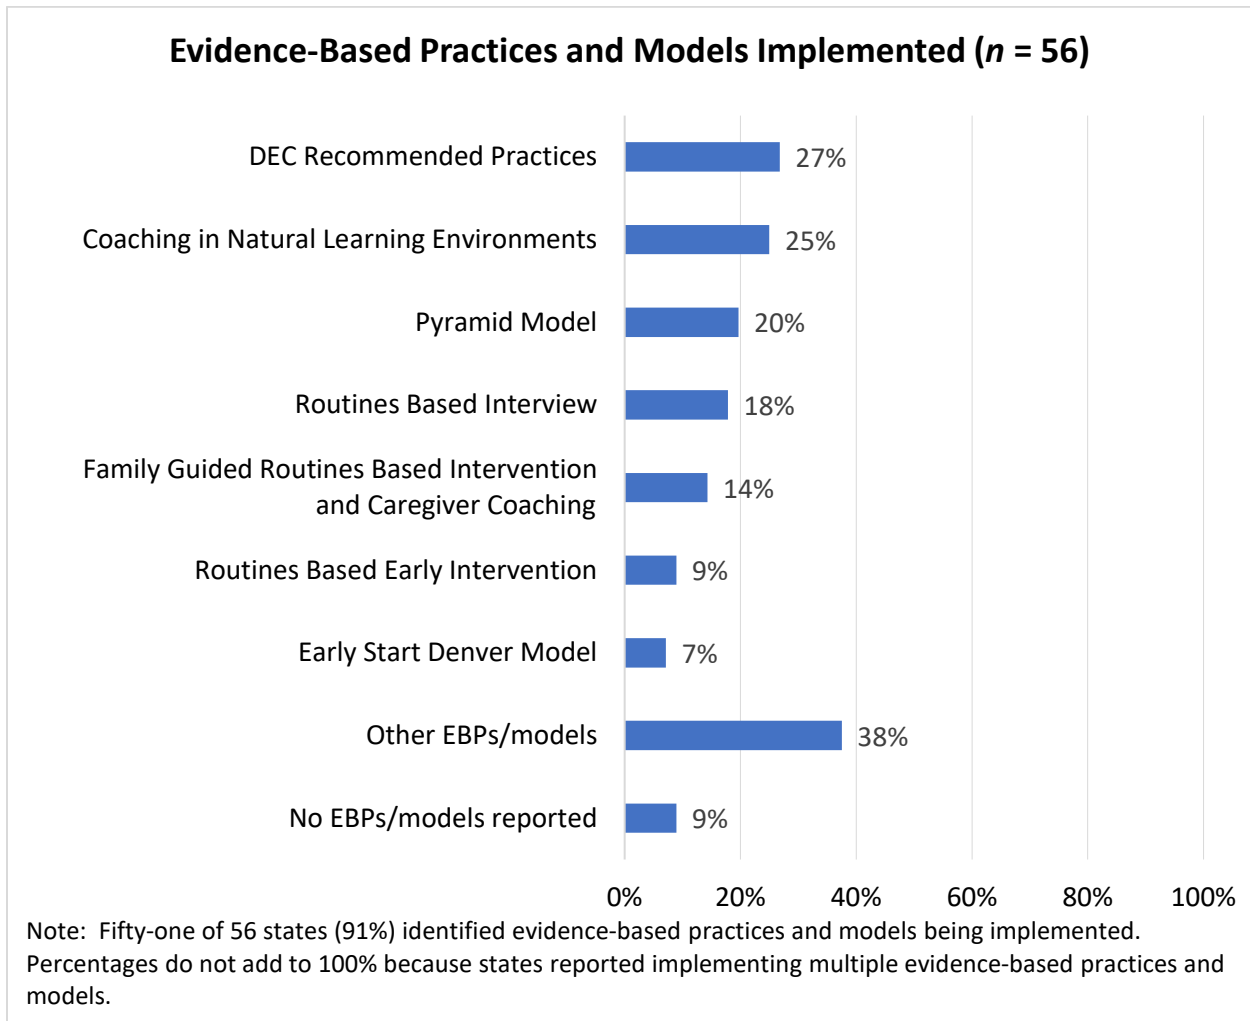 Evidence-Based Practices and Models Implemented (n = 56)
DEC Recommended Practices
27%
Coaching in Natural Learning Environments
25%
Pyramid Model
20%
Routines Based Interview
18%
Family Guided Routines Based Intervention
and Caregiver Coaching
14%
Routines Based Early Intervention
9%
Early Start Denver Model
7%
Other EBPs/models
38%
No EBPs/models reported
9%
0% 20% 40% 60% 80% 100%
Note:  Fifty-one of 56 states (91%) identified evidence-based practices and models being implemented.
Percentages do not add to 100% because states reported implementing multiple evidence-based practices and
models.